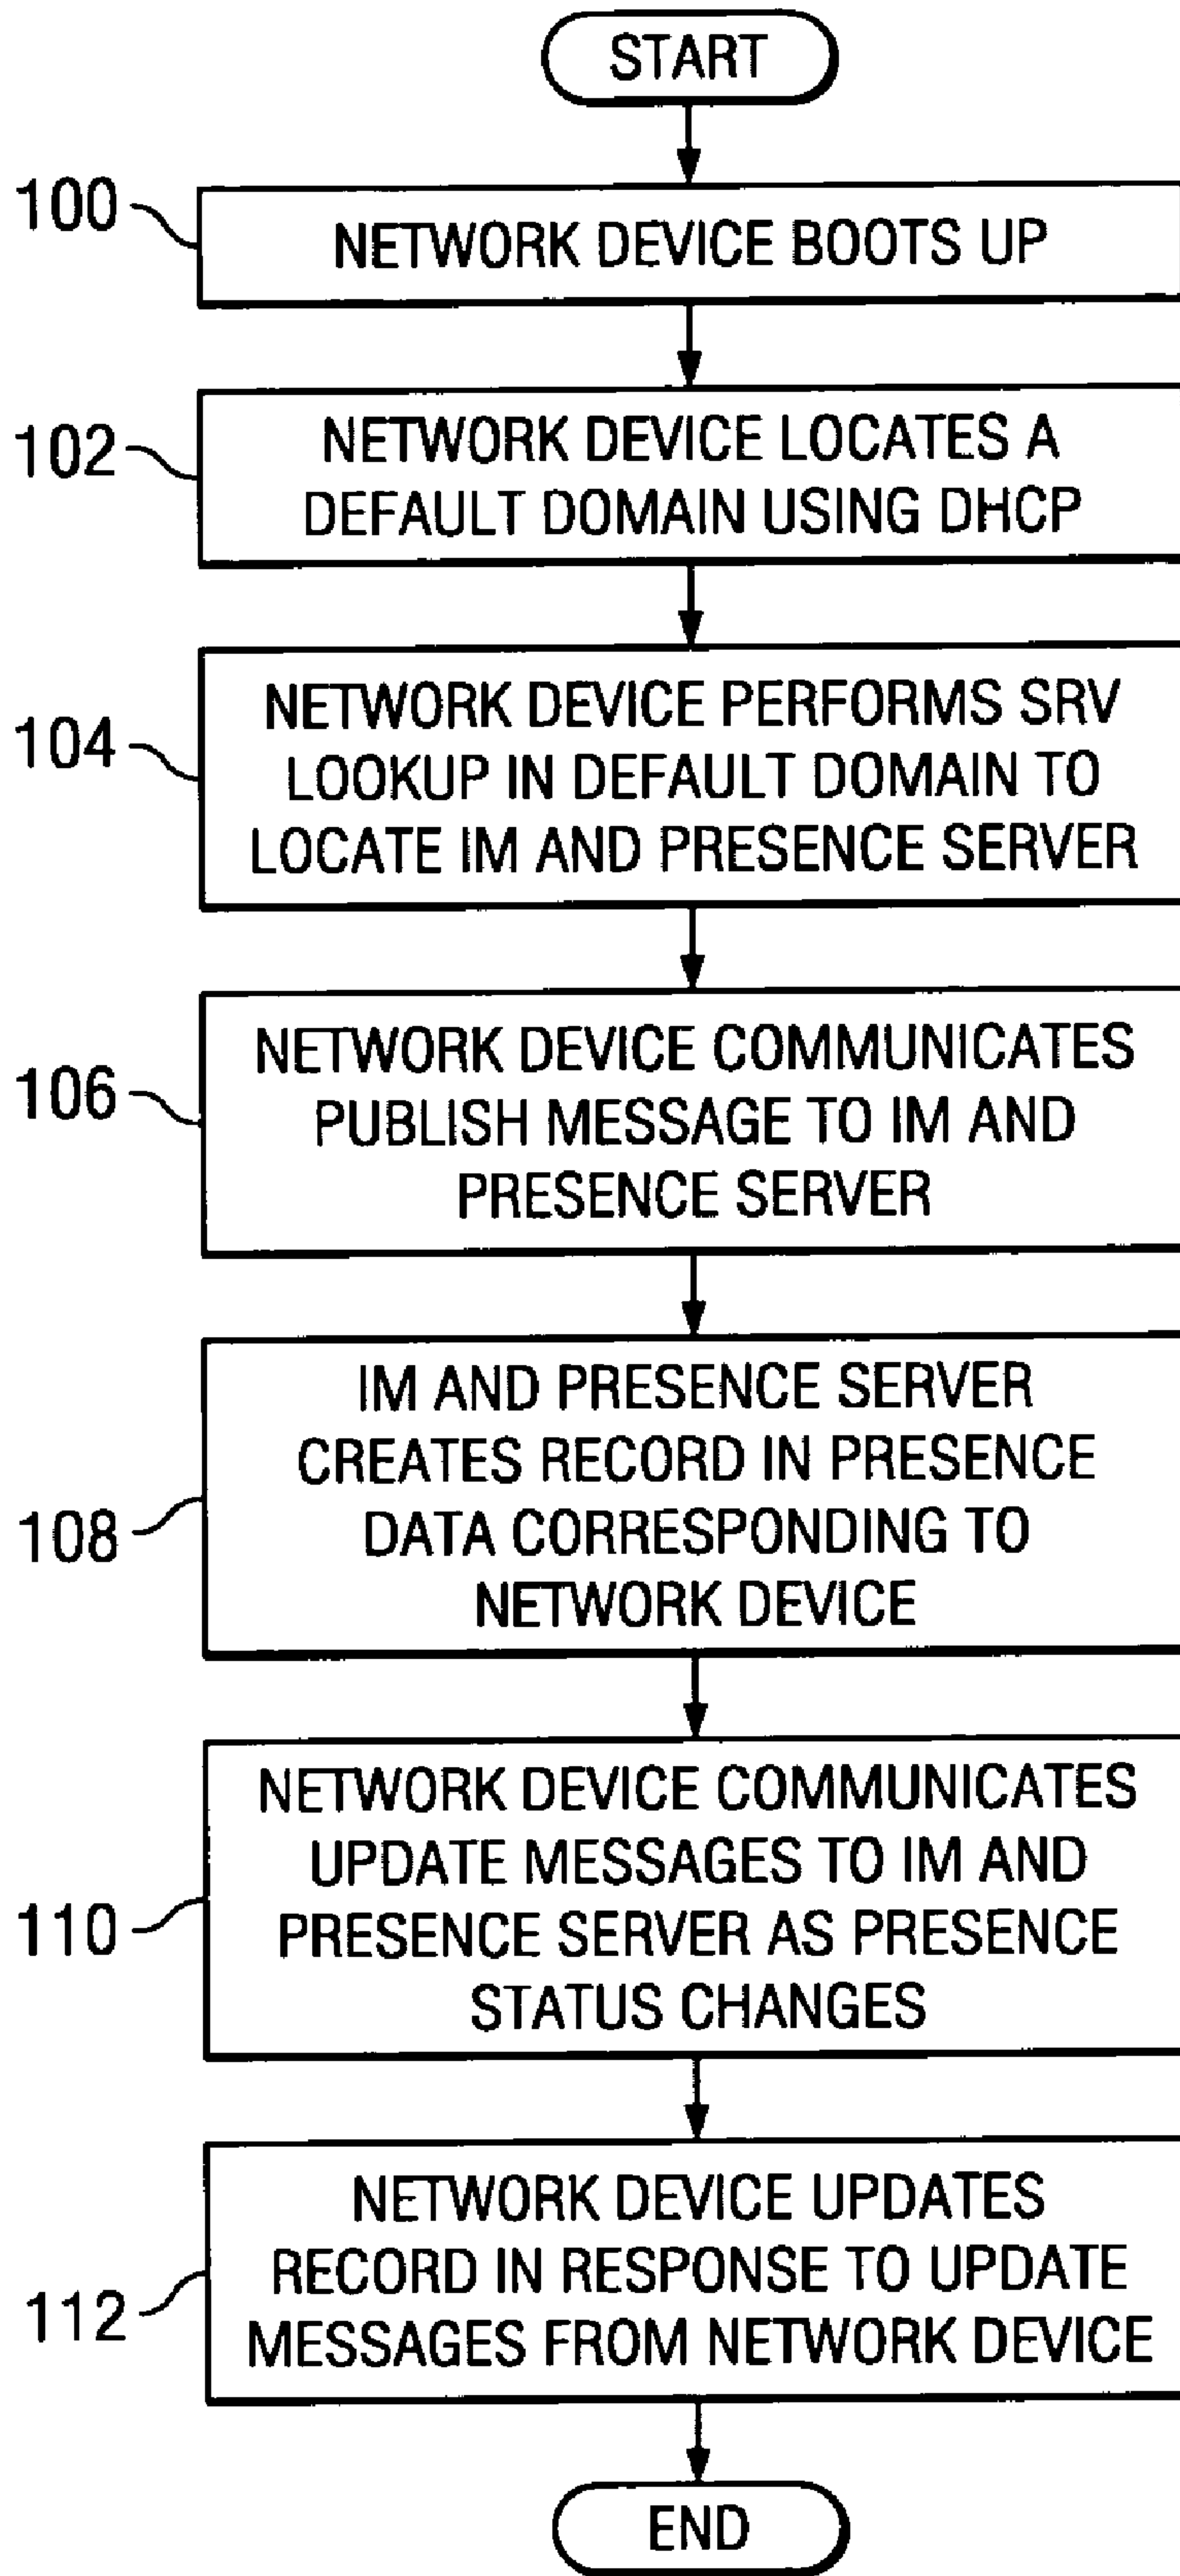 START
100
NETWORK DEVICE BOOTS UP
102
NETWORK DEVICE LOCATES A
DEFAULT DOMAIN USING DHCP
104
NETWORK DEVICE PERFORMS SRV
LOOKUP IN DEFAULT DOMAIN TO
LOCATE IM AND PRESENCE SERVER
106
NETWORK DEVICE COMMUNICATES
PUBLISH MESSAGE TO IM AND
PRESENCE SERVER
108
IM AND PRESENCE SERVER
CREATES RECORD IN PRESENCE
DATA CORRESPONDING TO
NETWORK DEVICE
110
NETWORK DEVICE COMMUNICATES
UPDATE MESSAGES TO IM AND
PRESENCE SERVER AS PRESENCE
STATUS CHANGES
112
NETWORK DEVICE UPDATES
RECORD IN RESPONSE TO UPDATE
MESSAGES FROM NETWORK DEVICE
END